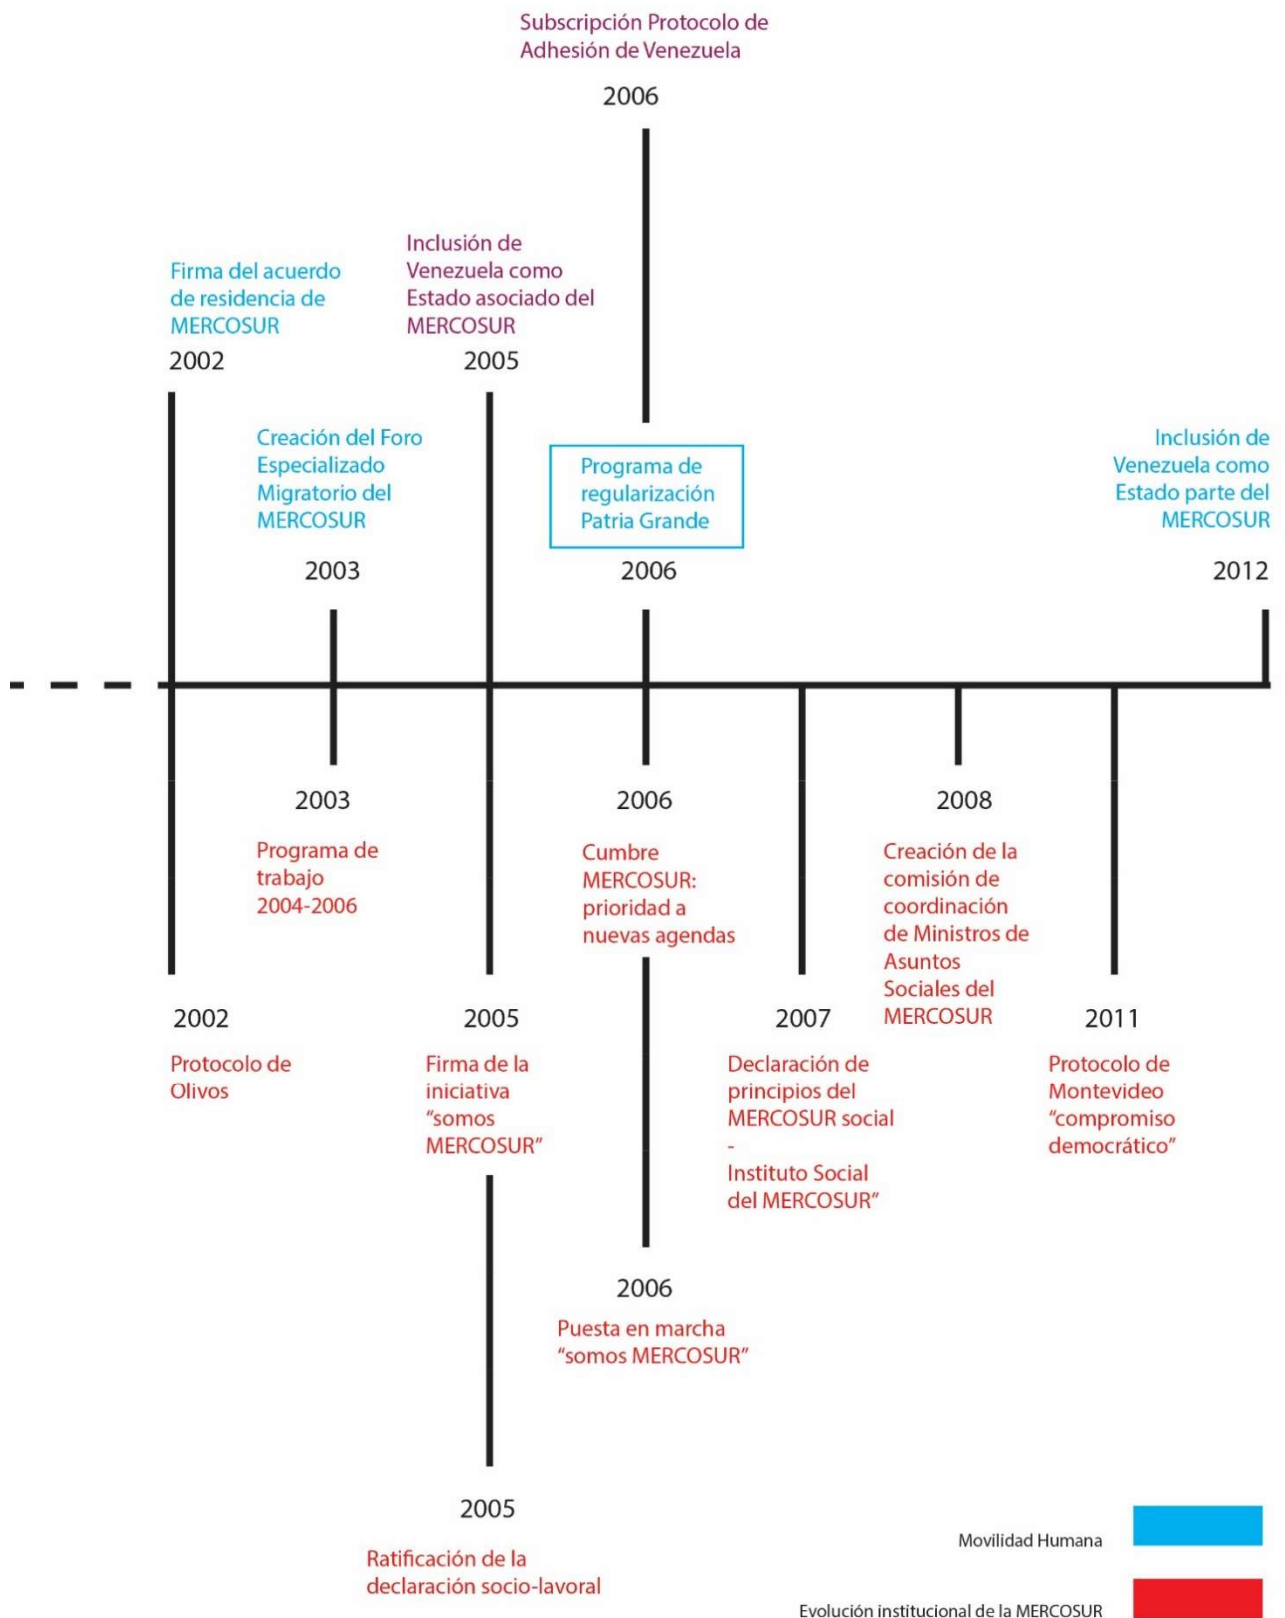 Subscripción Protocolo de
Adhesión de Venezuela
2006
Firma del acuerdo
de residencia de
MERCOSUR
2002
Inclusión de
Venezuela como
Estado asociado del
MERCOSUR
2005
Creación del Foro
Especializado
Migratorio del
MERCOSUR
2003
Programa de
regularización
Patria Grande
2006
Inclusión de
Venezuela como
Estado parte del
MERCOSUR
2012
2003
Programa de
trabajo
2004-2006
2006
Cumbre
MERCOSUR:
prioridad a
nuevas agendas
2008
Creación de la
comisión de
coordinación
de Ministros de
Asuntos
Sociales del
MERCOSUR
2002
Protocolo de
Olivos
2005
Firma de la
iniciativa
“somos
MERCOSUR”
2007
Declaración de
principios del
MERCOSUR social
-
Instituto Social
del MERCOSUR”
2011
Protocolo de
Montevideo
“compromiso
democrático”
2006
Puesta en marcha
“somos MERCOSUR”
2005
Ratificación de la
declaración socio-lavoral
Movilidad Humana
Evolución institucional de la MERCOSUR